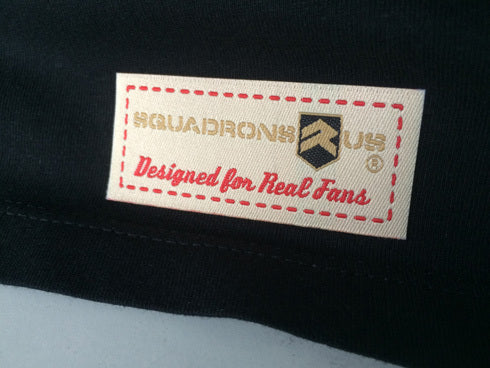 SQUADRONS R US ®
Designed for Real Fans